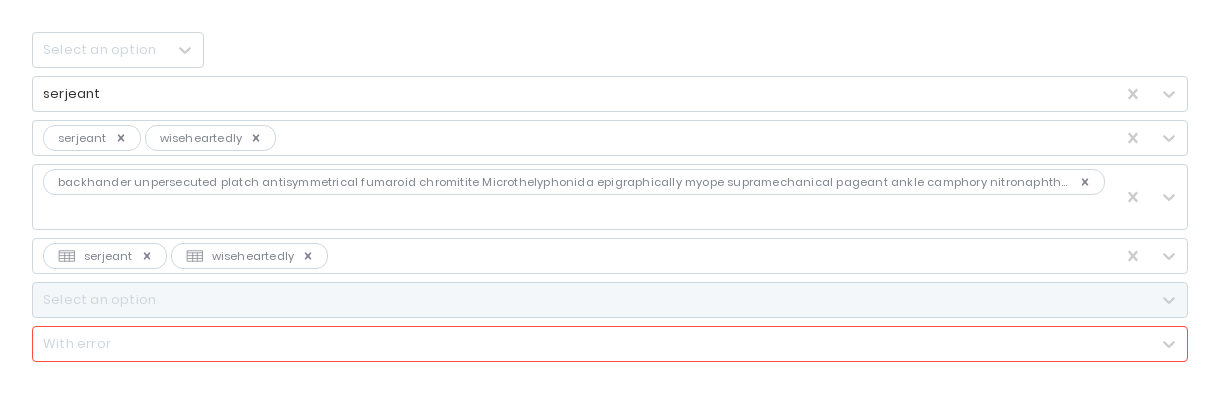 Select an option
serjeant
serjeant wiseheartedly
backhander unpersecuted platch antisymmetrical fumaroid chromitite Microthelyphonida epigraphically myope supramechanical pageant ankle camphory nitronaphth...
serjeant wiseheartedly
Select an option
With error